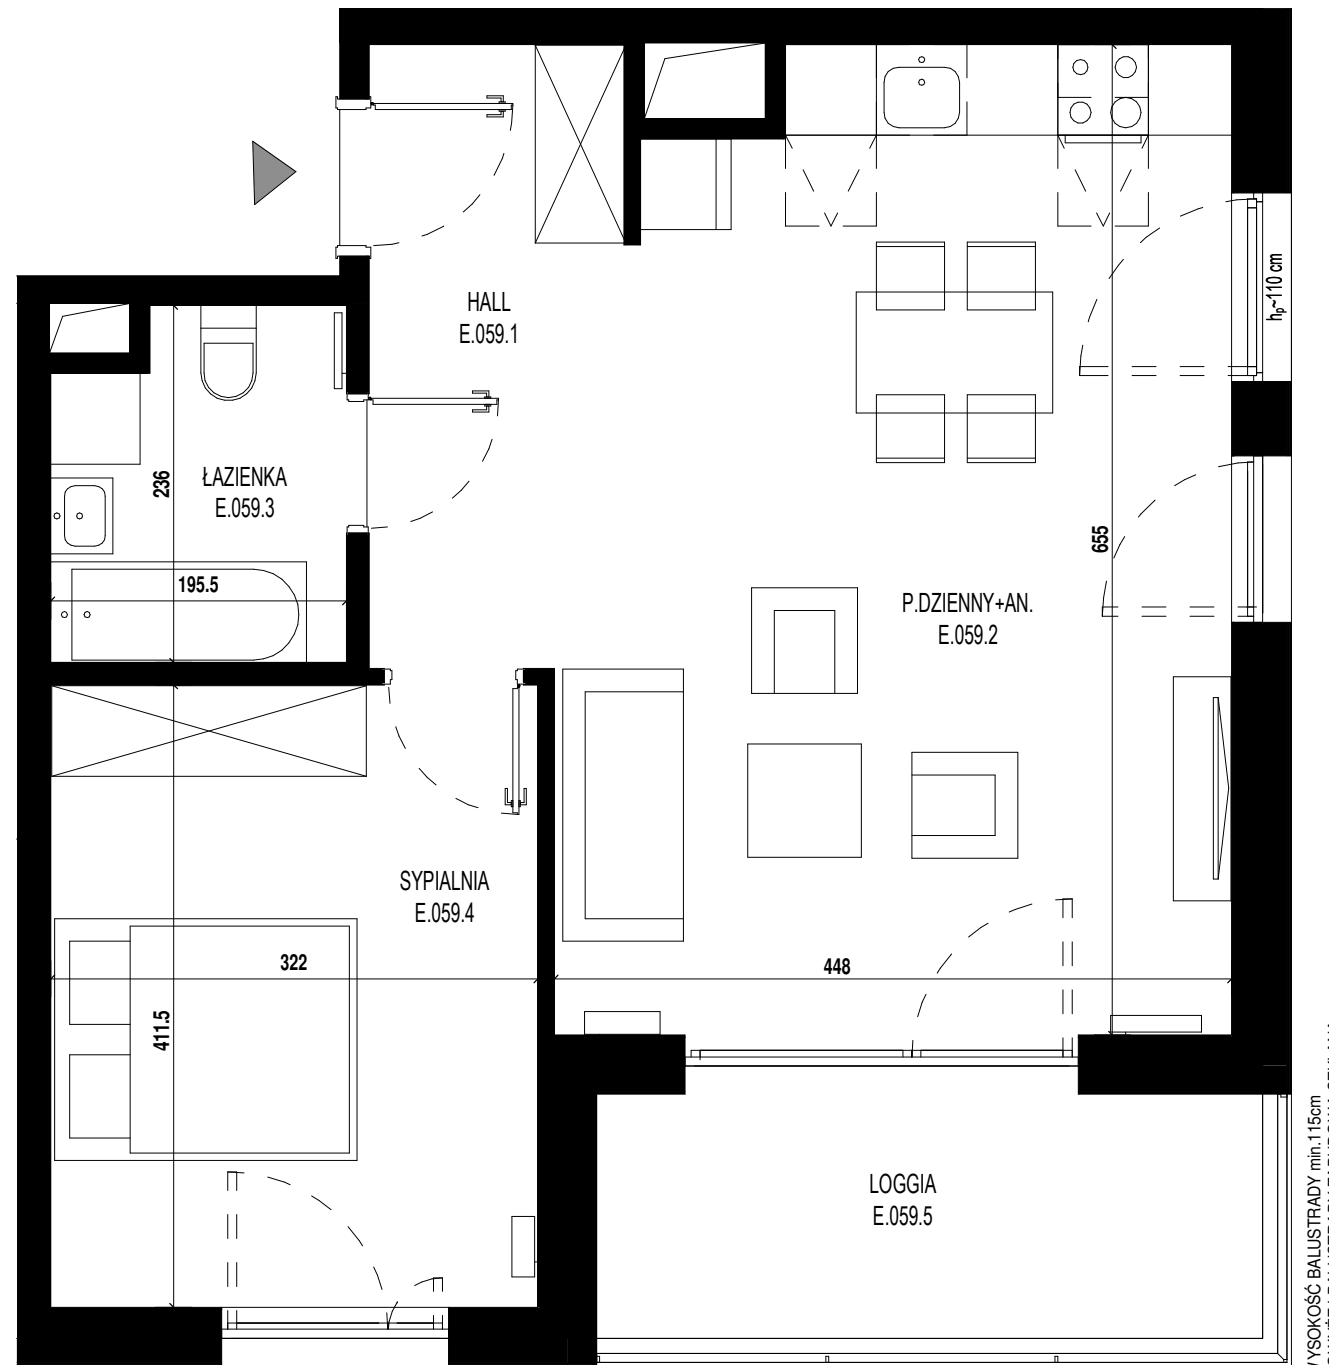 HALL
E.059.1
hp~110 cm
236
ŁAZIENKA
E.059.3
195.5
655
P.DZIENNY+AN.
E.059.2
SYPIALNIA
E.059.4
322
448
411.5
LOGGIA
E.059.5
WYSOKOŚĆ BALUSTRADY min.115cm